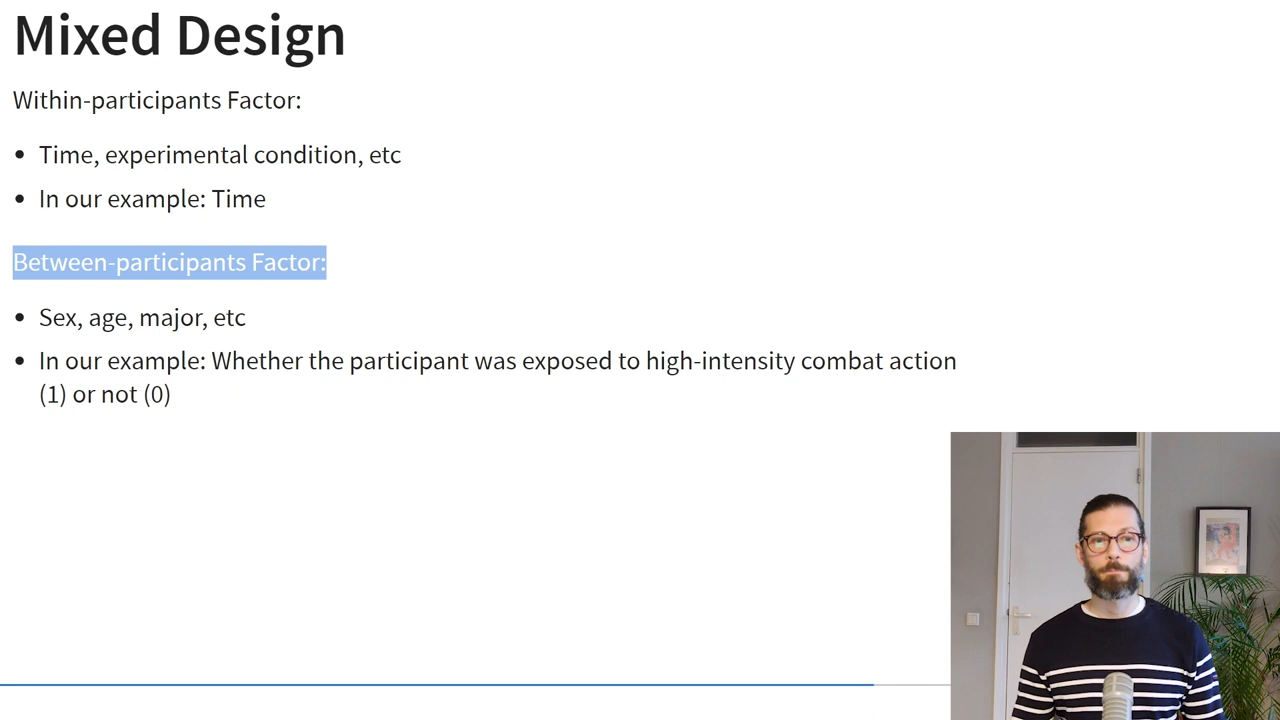 Mixed Design
Within-participants Factor:
• Time, experimental condition, etc
• In our example: Time
Between-participants Factor:
• Sex, age, major, etc
• In our example: Whether the participant was exposed to high-intensity combat action
(1) or not (0)